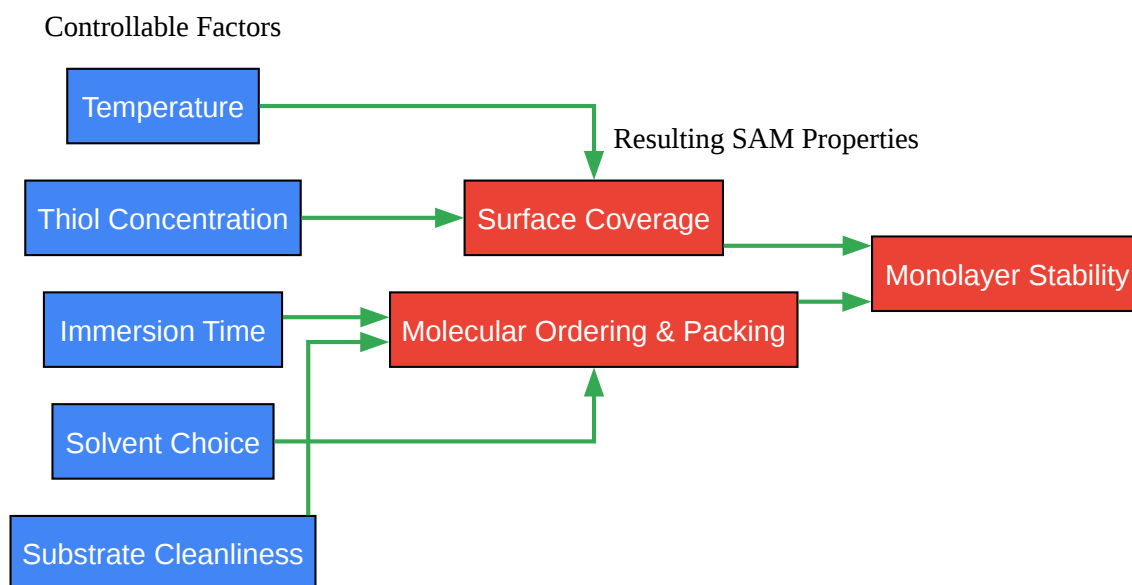 Controllable Factors
Temperature
Resulting SAM Properties
Thiol Concentration
Surface Coverage
Monolayer Stability
Immersion Time
Molecular Ordering & Packing
Solvent Choice
Substrate Cleanliness